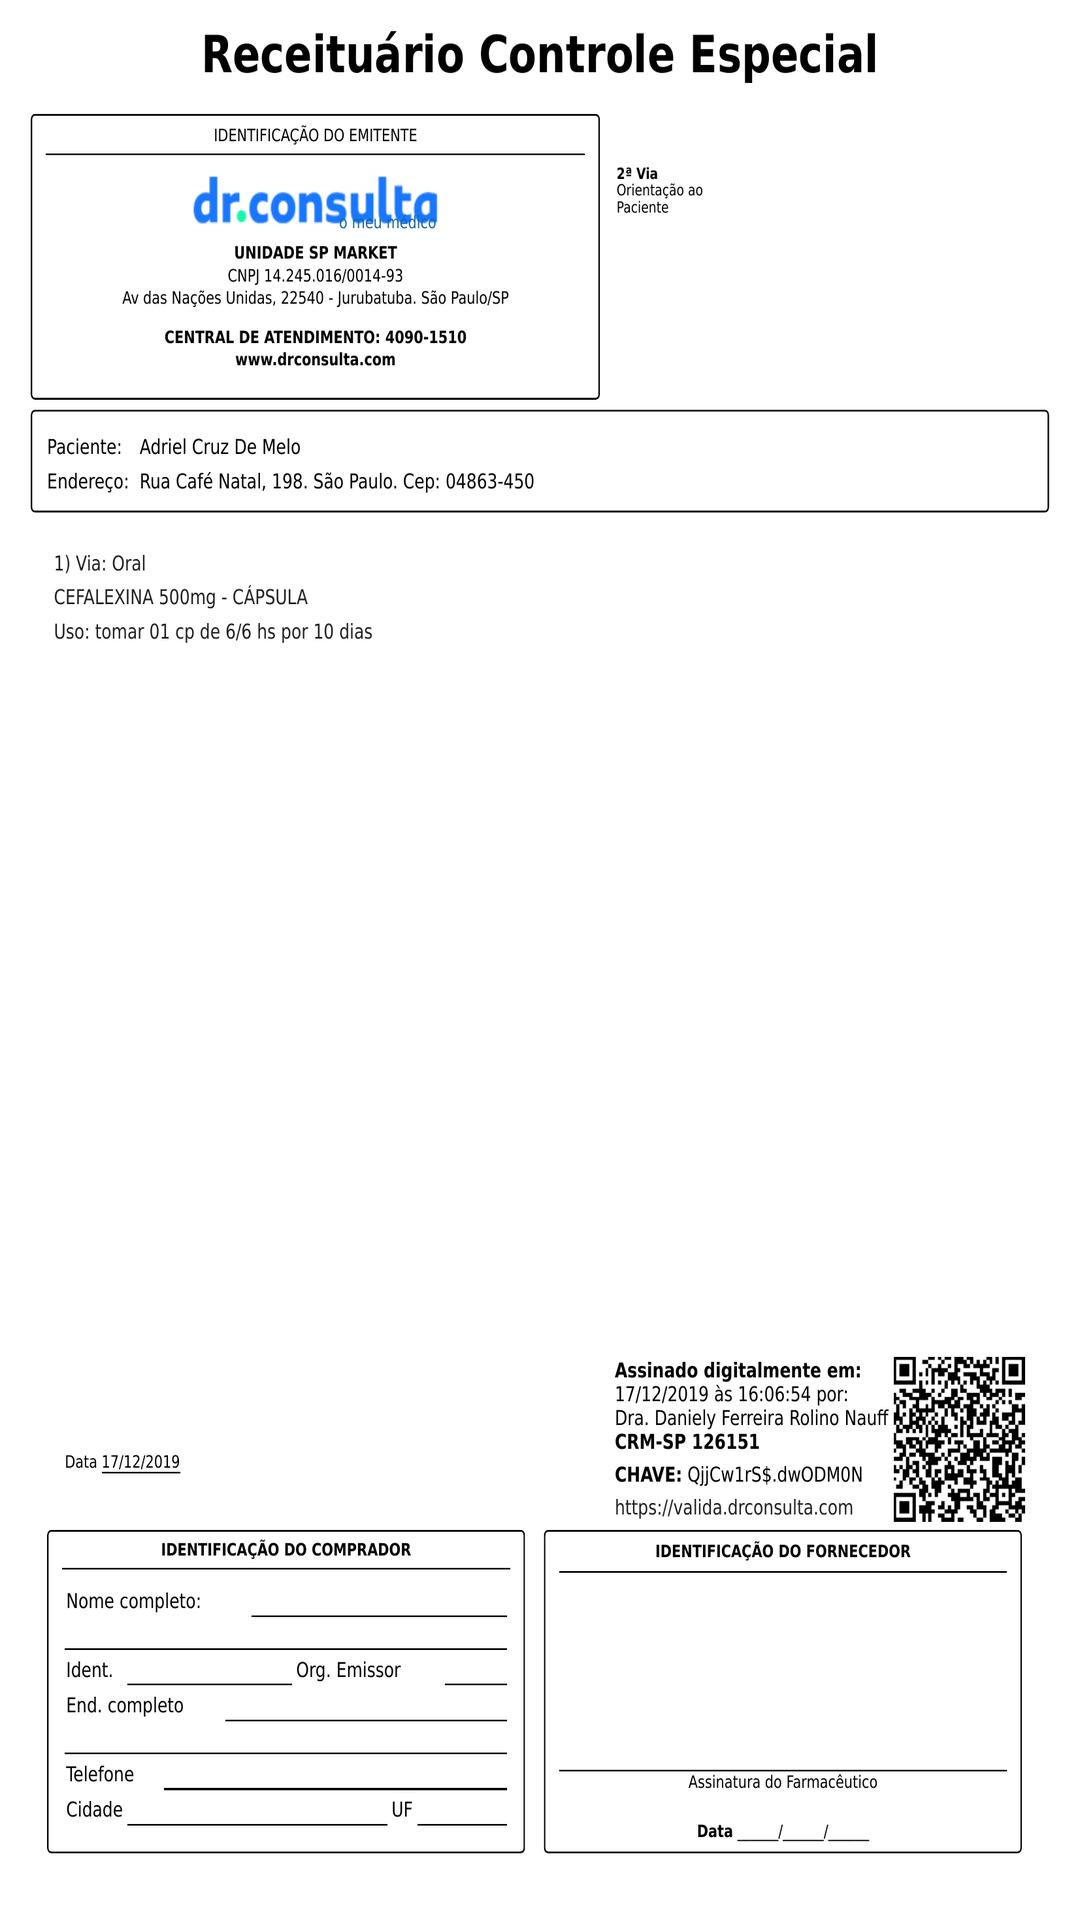 Receituário Controle Especial
IDENTIFICAÇÃO DO EMITENTE
dr.consulta
o meu médico
UNIDADE SP MARKET
CNPJ 14.245.016/0014-93
Av das Nações Unidas, 22540 - Jurubatuba. São Paulo/SP
CENTRAL DE ATENDIMENTO: 4090-1510
www.drconsulta.com
2ª Via
Orientação ao
Paciente
Paciente: Adriel Cruz De Melo
Endereço: Rua Café Natal, 198. São Paulo. Cep: 04863-450
1) Via: Oral
CEFALEXINA 500mg - CÁPSULA
Uso: tomar 01 cp de 6/6 hs por 10 dias
Assinado digitalmente em:
17/12/2019 às 16:06:54 por:
Dra. Daniely Ferreira Rolino Nauff
CRM-SP 126151
Data 17/12/2019
CHAVE: QjjCw1rS$.dwODM0N
https://valida.drconsulta.com
IDENTIFICAÇÃO DO COMPRADOR
Nome completo:
Ident. Org. Emissor
End. completo
Telefone
Cidade UF
IDENTIFICAÇÃO DO FORNECEDOR
Assinatura do Farmacêutico
Data _____/_____/_____